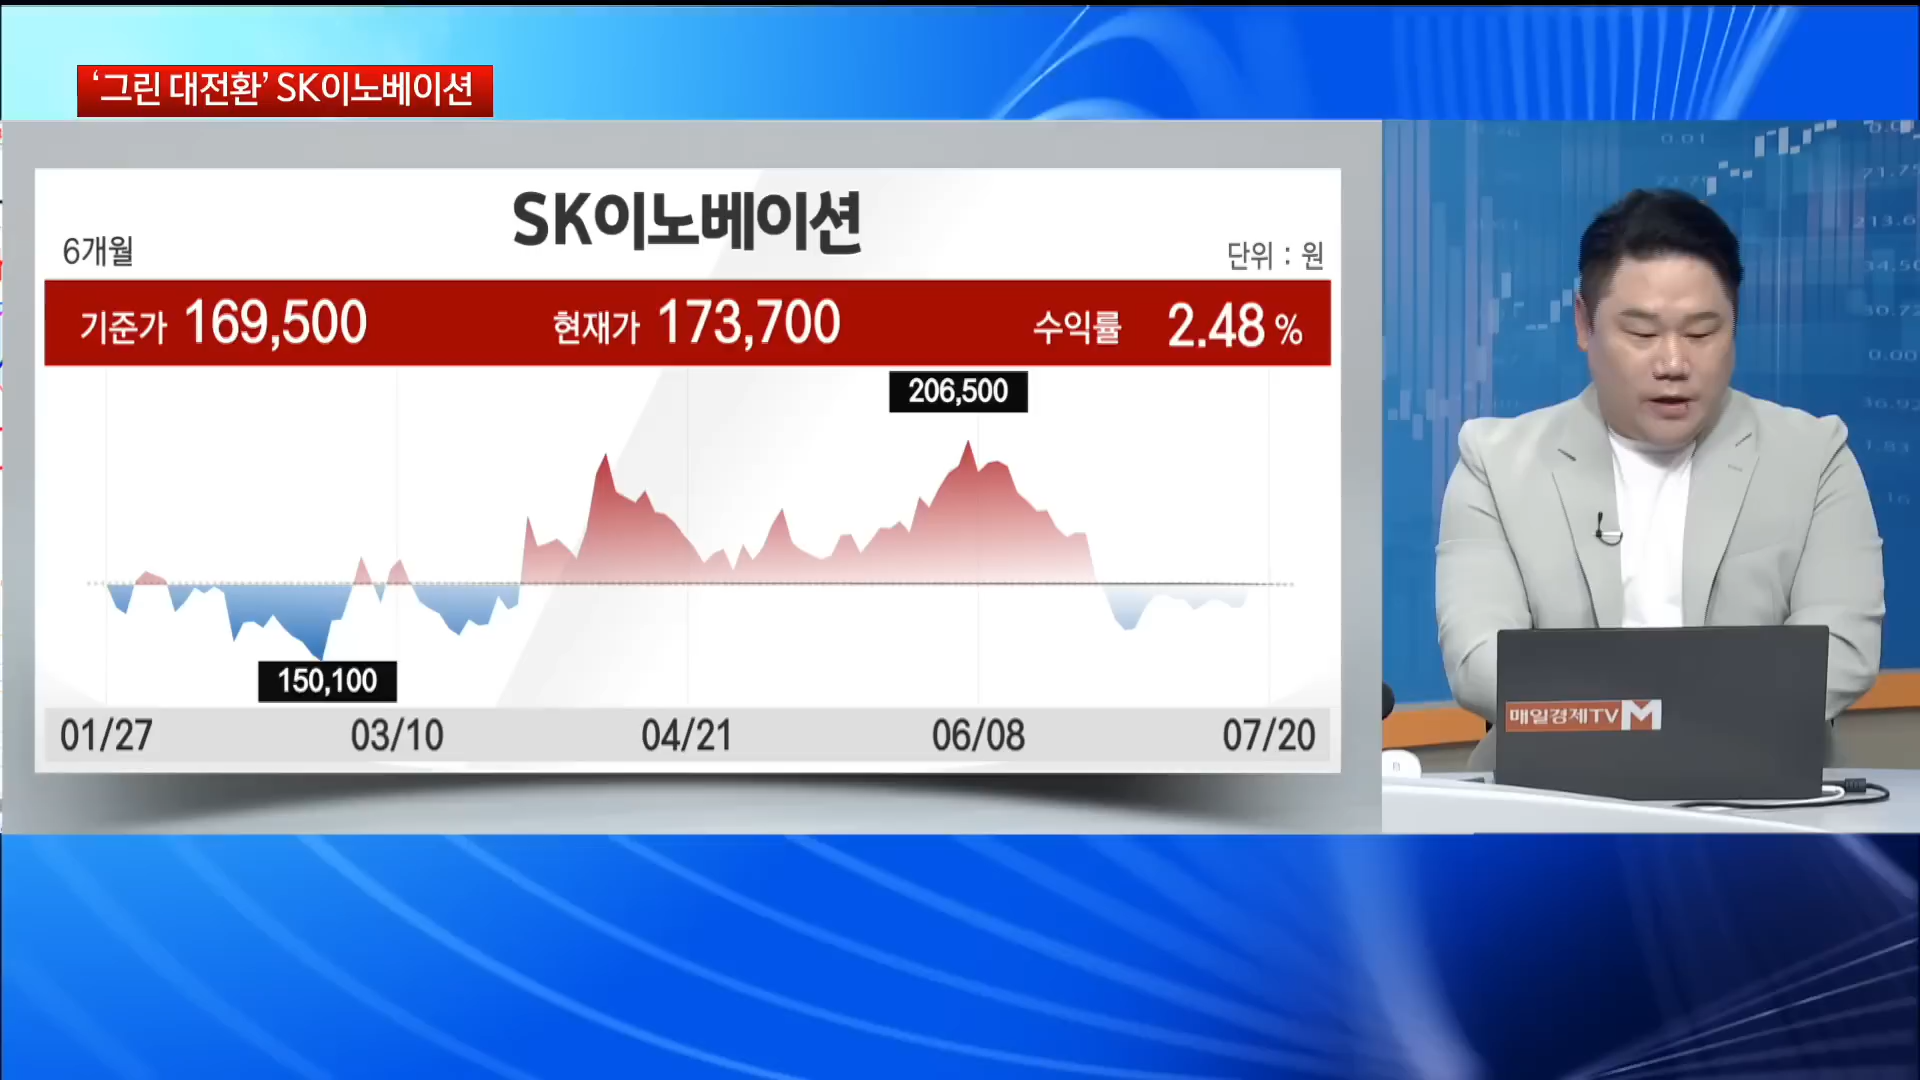 ‘그린 대전환’ SK이노베이션
SK이노베이션
6개월
단위 : 원
기준가 169,500 현재가 173,700 수익률 2.48 %
206,500
150,100
01/27 03/10 04/21 06/08 07/20
매일경제TV M